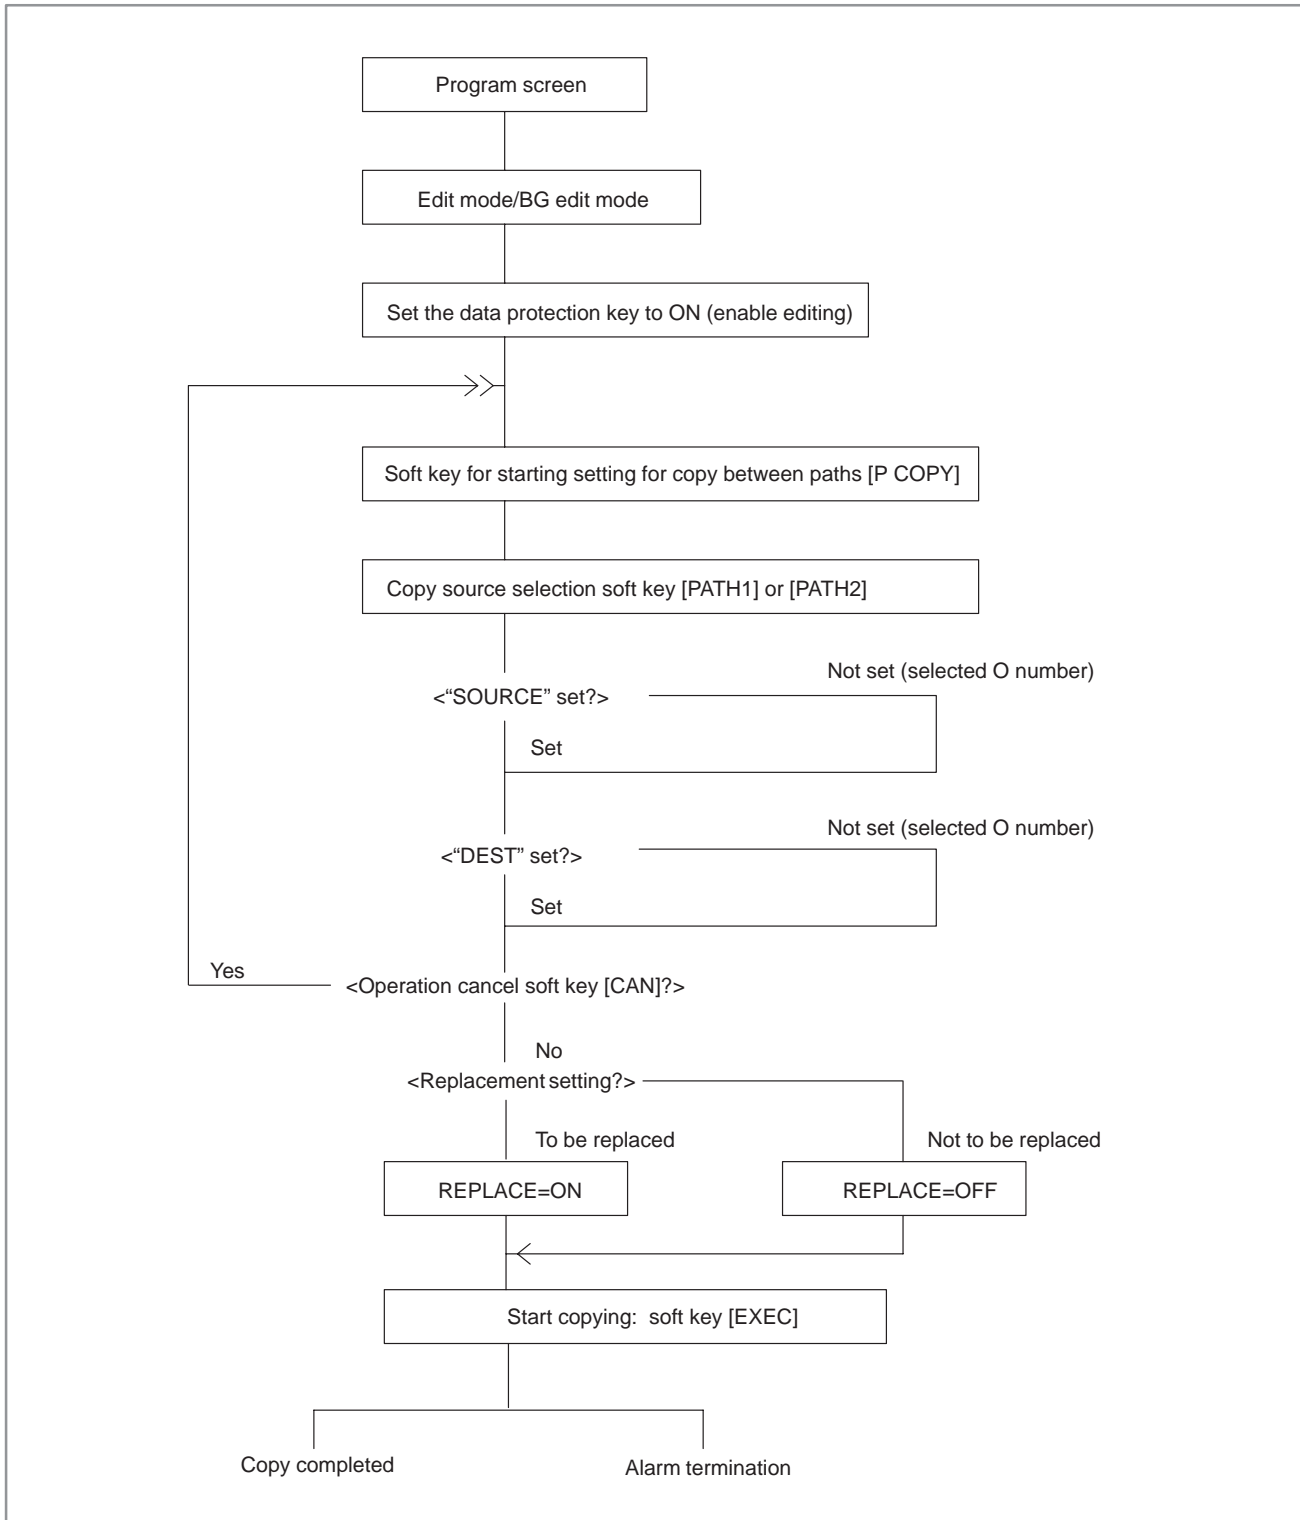 Program screen
Edit mode/BG edit mode
Set the data protection key to ON (enable editing)
Soft key for starting setting for copy between paths [P COPY]
Copy source selection soft key [PATH1] or [PATH2]
Not set (selected O number)
<“SOURCE” set?>
Set
Not set (selected O number)
<“DEST” set?>
Set
Yes
<Operation cancel soft key [CAN]?>
No
<Replacement setting?>
To be replaced
Not to be replaced
REPLACE=ON
REPLACE=OFF
Start copying: soft key [EXEC]
Copy completed
Alarm termination